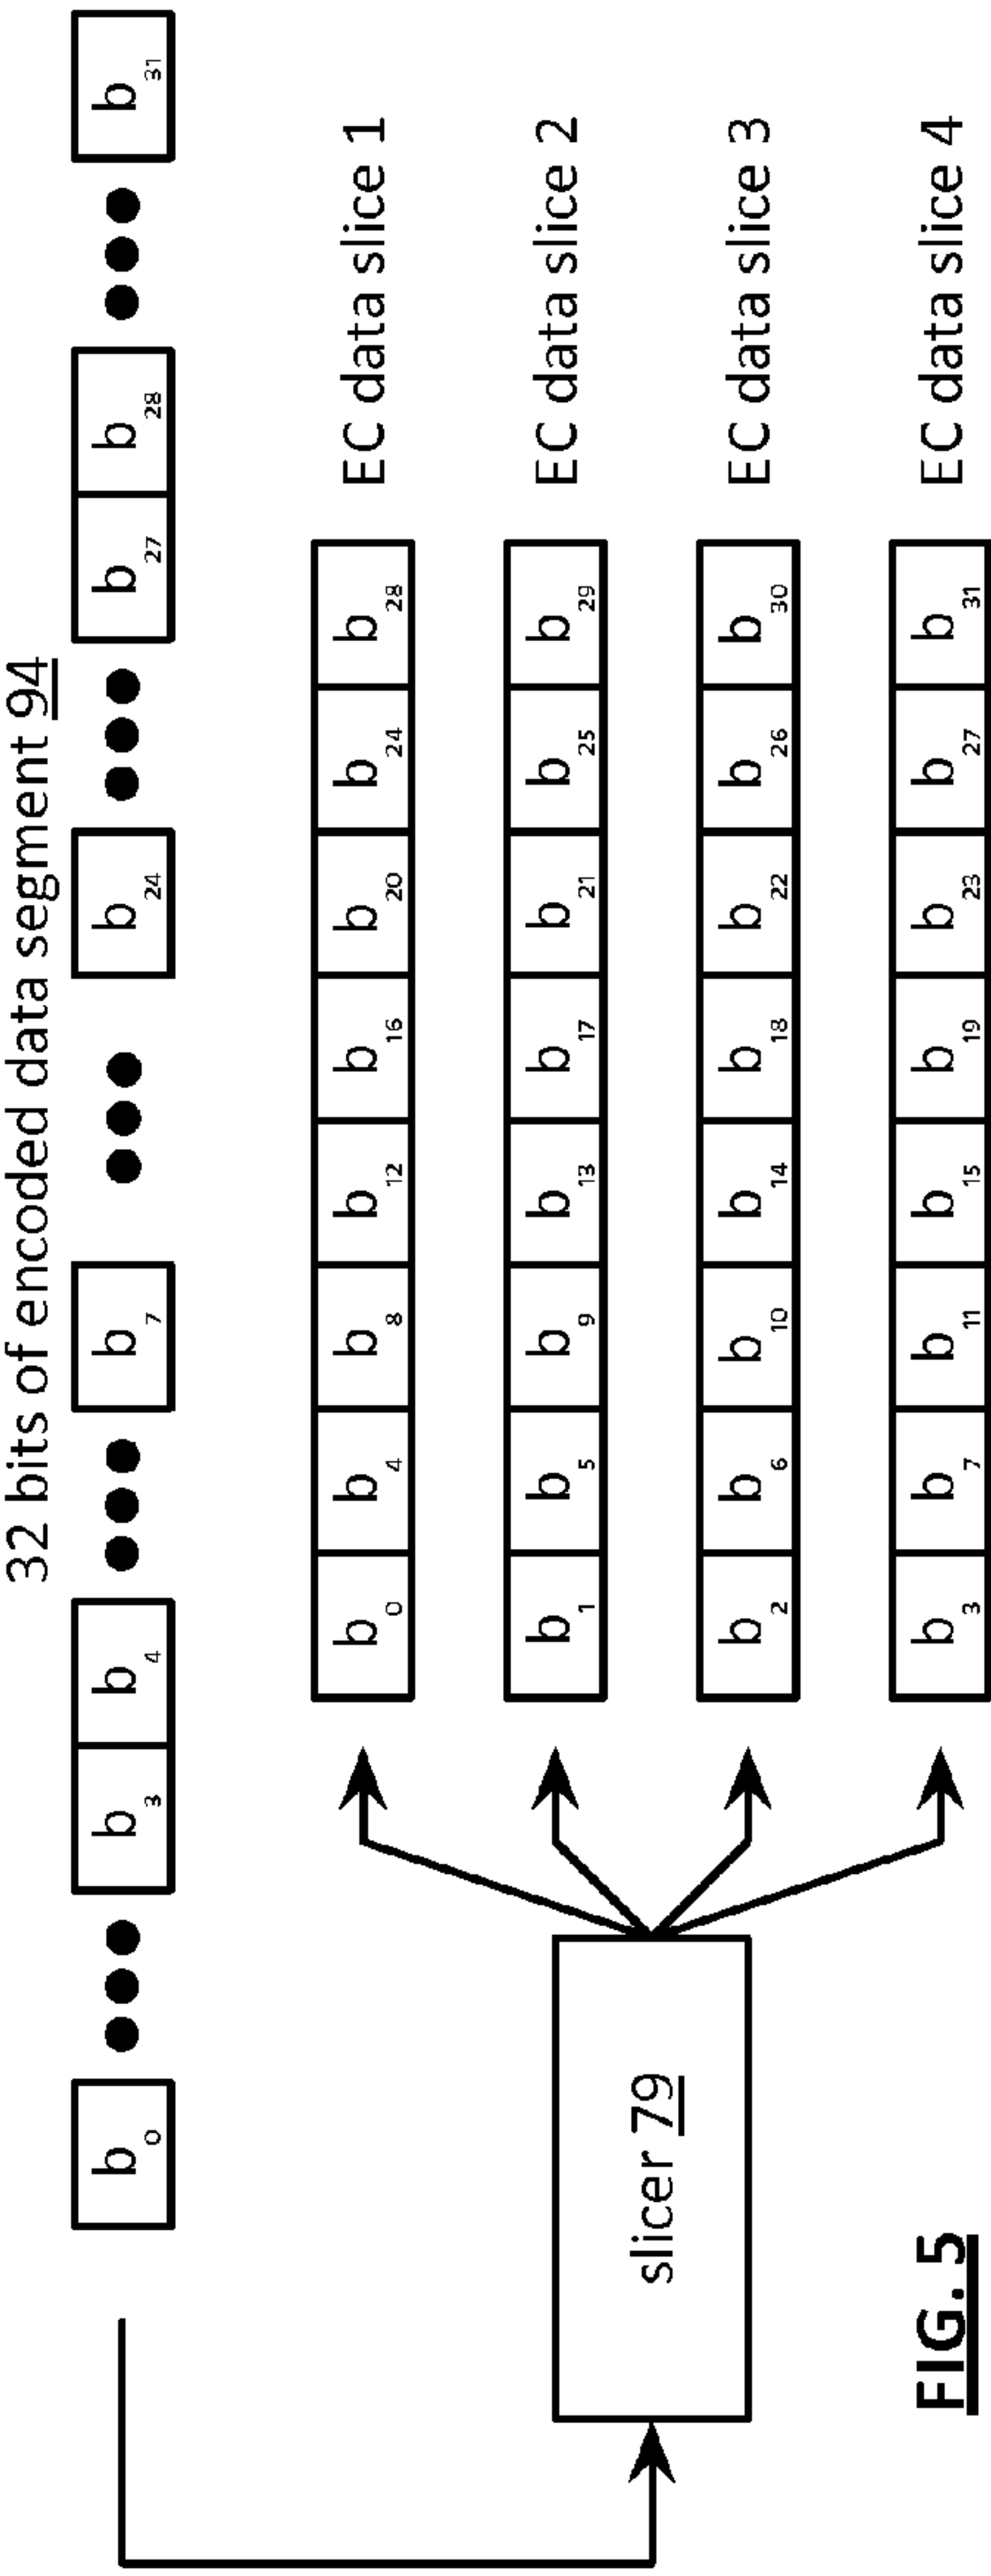 32 bits of encoded data segment 94
b0 ••• b3 b4 ••• b7 ••• b24 ••• b27 b28 ••• b31
b0 b4 b8 b12 b16 b20 b24 b28 EC data slice 1
b1 b5 b9 b13 b17 b21 b25 b29 EC data slice 2
slicer 79
b2 b6 b10 b14 b18 b22 b26 b30 EC data slice 3
b3 b7 b11 b15 b19 b23 b27 b31 EC data slice 4
FIG. 5